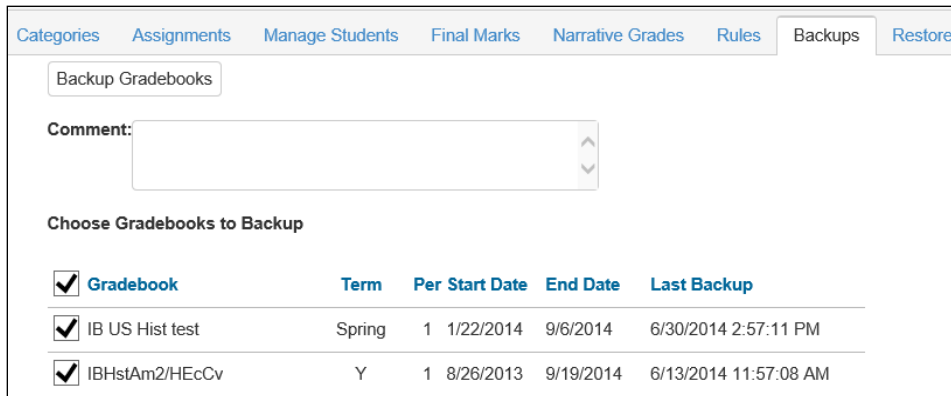 Categories Assignments Manage Students Final Marks Narrative Grades Rules Backups Restore
Backup Gradebooks
Comment:
Choose Gradebooks to Backup
Gradebook Term Per Start Date End Date Last Backup
IB US Hist test Spring 1 1/22/2014 9/6/2014 6/30/2014 2:57:11 PM
IBHstAm2/HEcCv Y 1 8/26/2013 9/19/2014 6/13/2014 11:57:08 AM